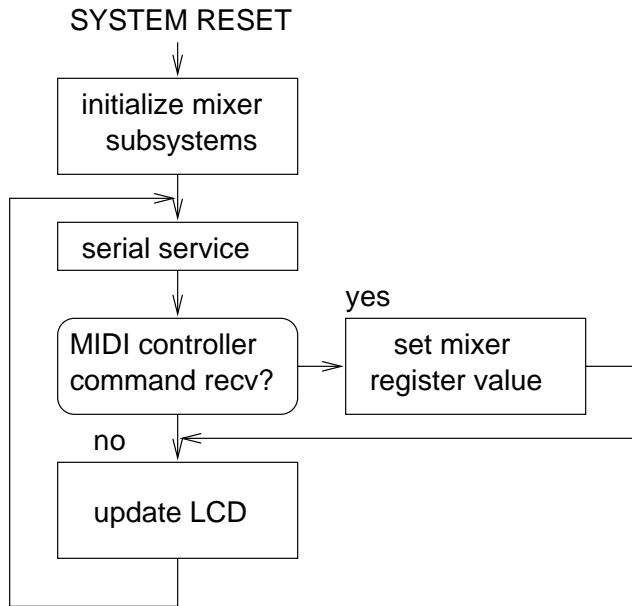 SYSTEM RESET
initialize mixer
subsystems
serial service
yes
MIDI controller
command recv?
set mixer
register value
no
update LCD